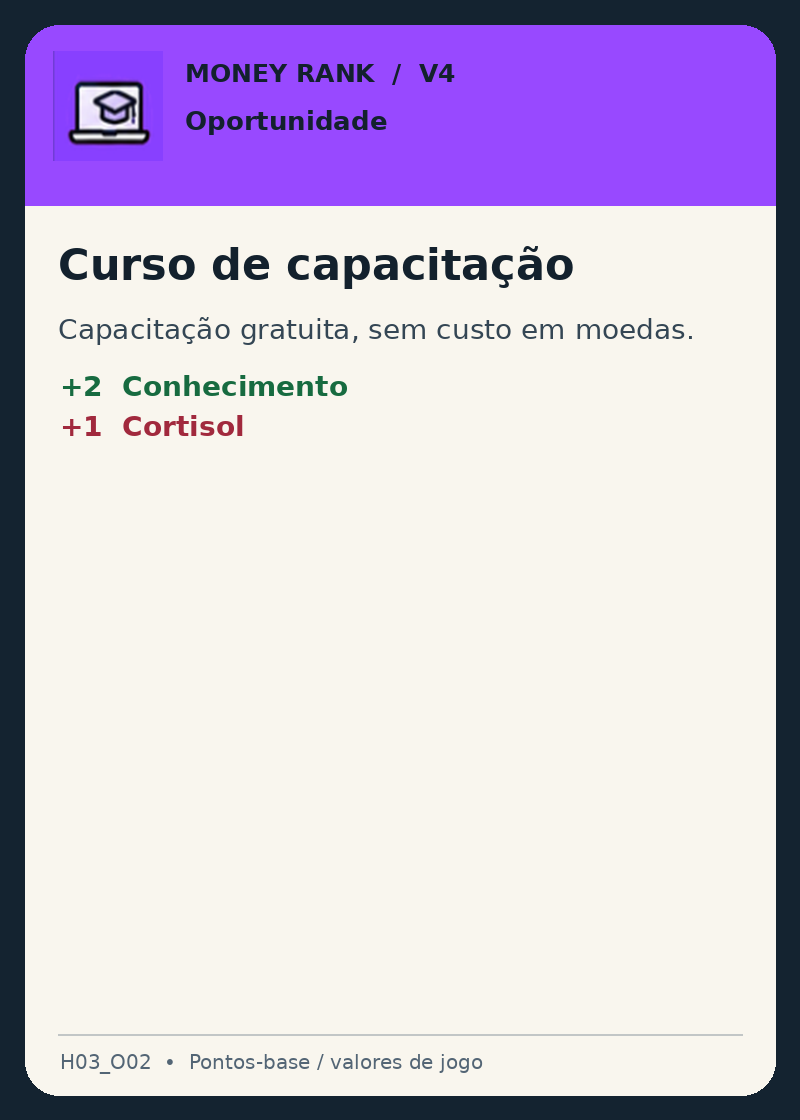 MONEY RANK / V4
Oportunidade
Curso de capacitação
Capacitação gratuita, sem custo em moedas.
+2 Conhecimento
+1 Cortisol
H03_O02 • Pontos-base / valores de jogo